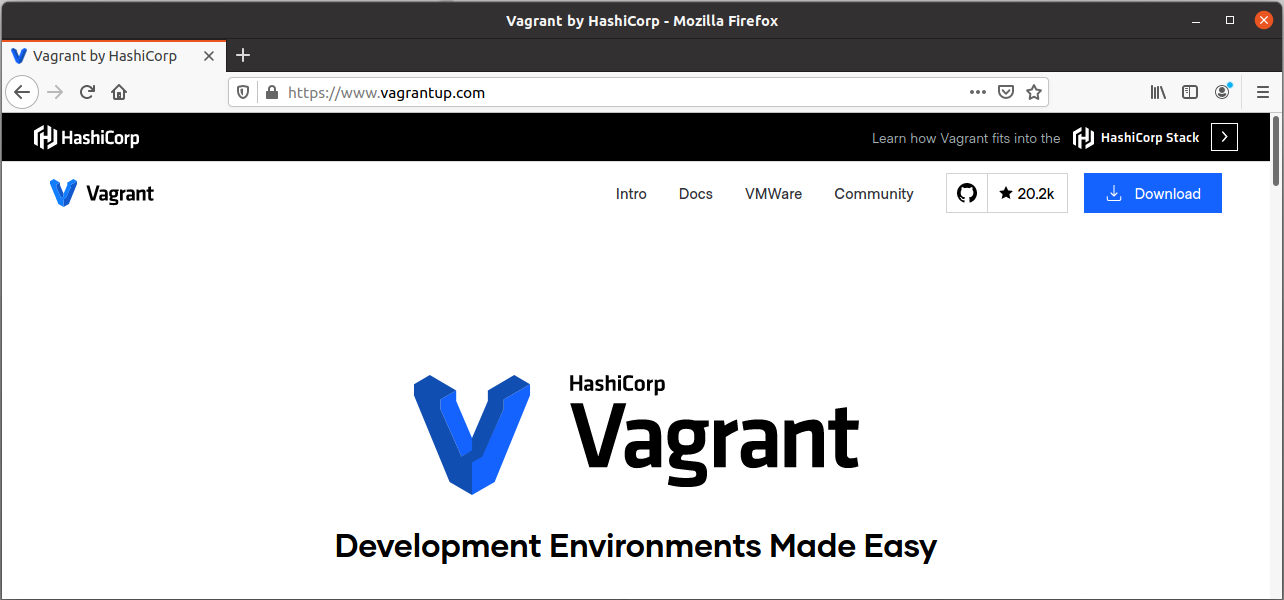 Vagrant by HashiCorp - Mozilla Firefox
Vagrant by HashiCorp
https://www.vagrantup.com
HashiCorp
Learn how Vagrant fits into the HashiCorp Stack
Vagrant
Intro Docs VMWare Community 20.2k Download
HashiCorp
Vagrant
Development Environments Made Easy